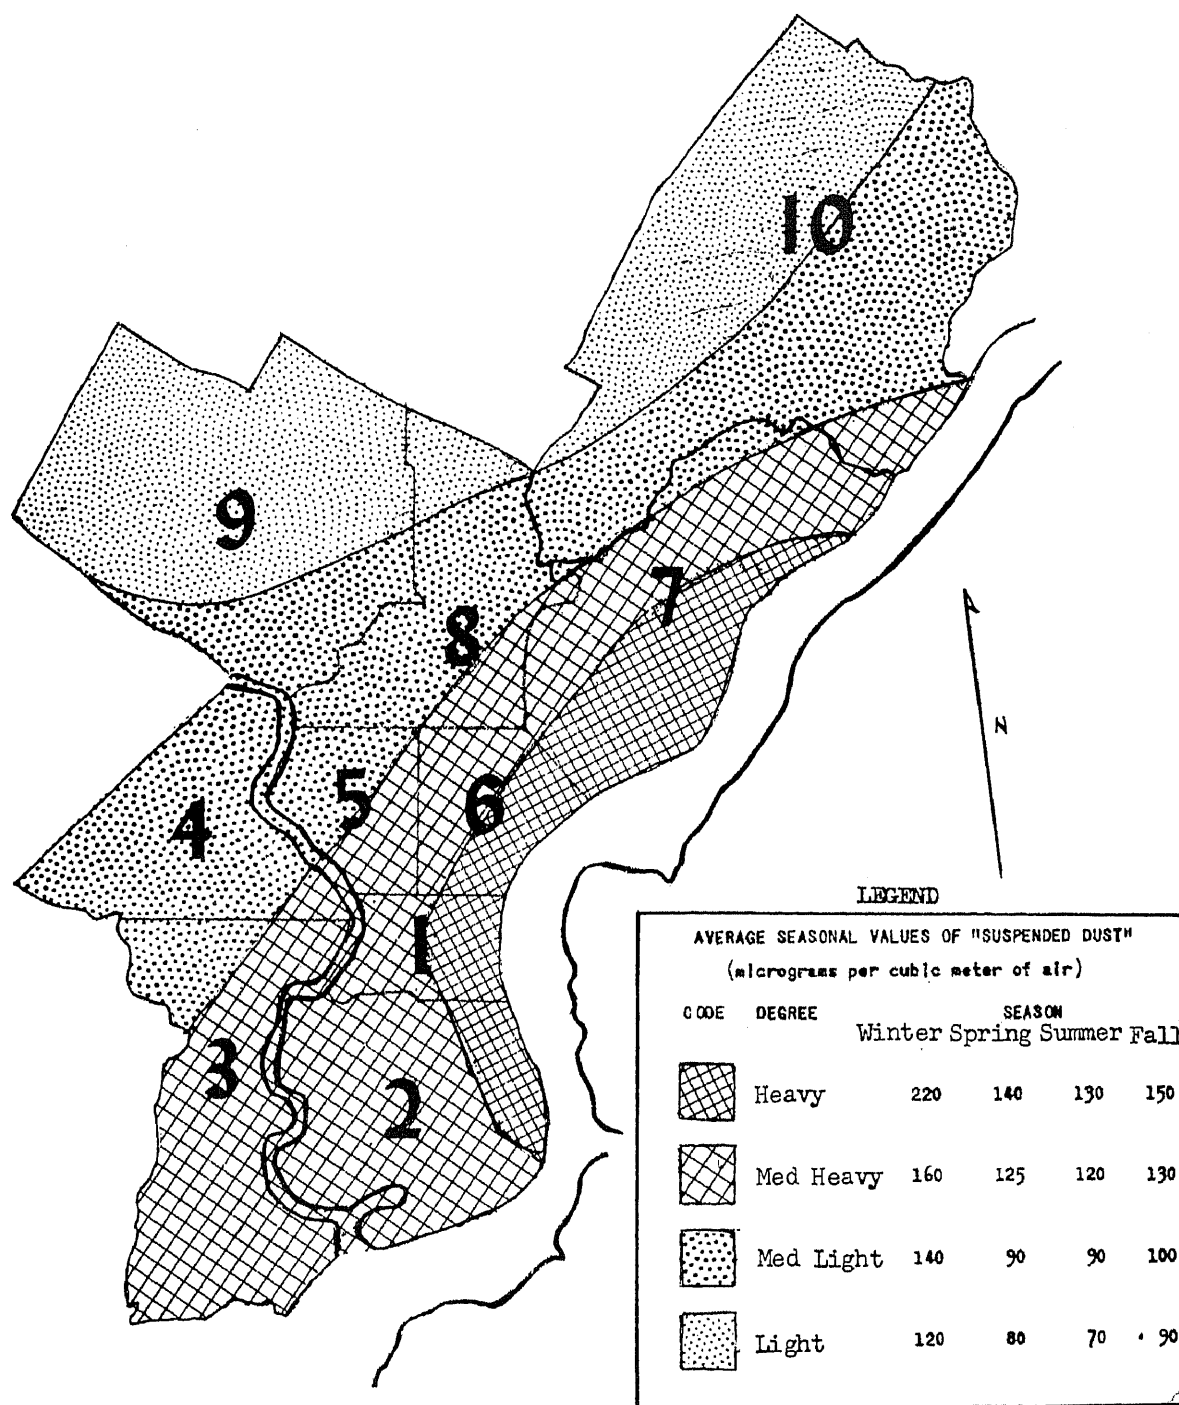 10
9
8
7
6
5
4
3
2
1
N
LEGEND
AVERAGE SEASONAL VALUES OF "SUSPENDED DUST"
(micrograms per cubic meter of air)
CODE DEGREE SEASON
Winter Spring Summer Fall
Heavy 220 140 130 150
Med Heavy 160 125 120 130
Med Light 140 90 90 100
Light 120 80 70 90